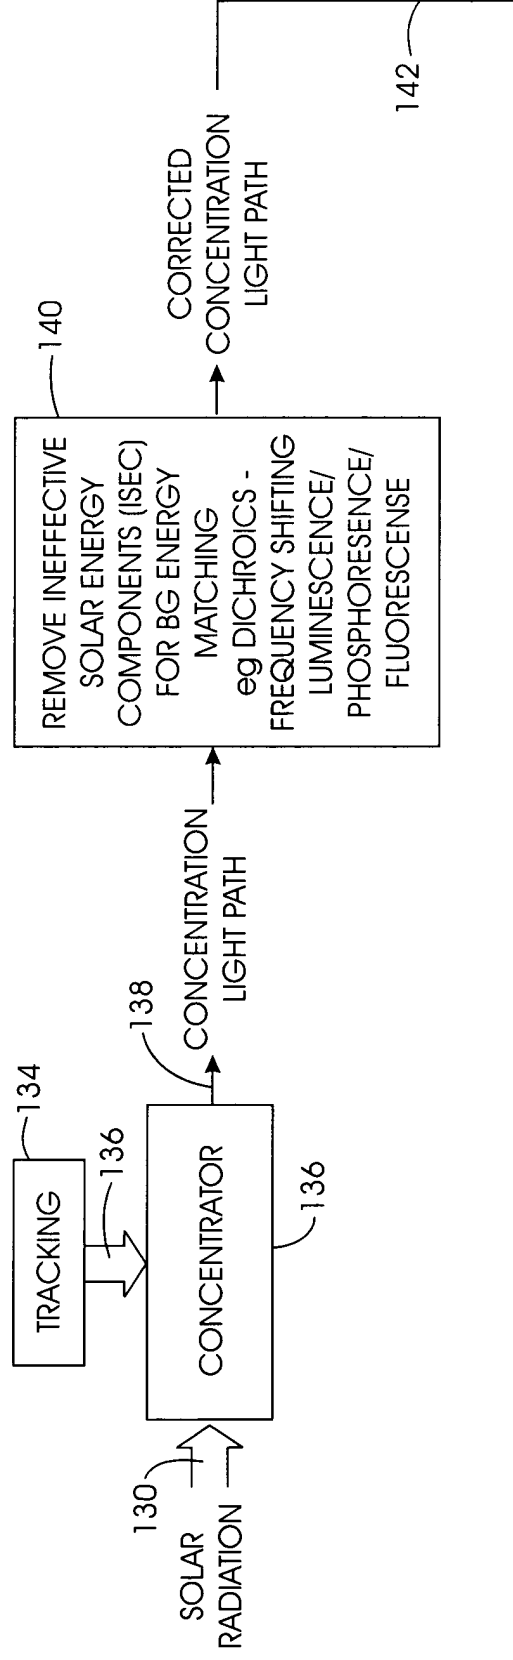 SOLAR
RADIATION
130
TRACKING
134
136
CONCENTRATOR
136
138
CONCENTRATION
LIGHT PATH
REMOVE INEFFECTIVE
SOLAR ENERGY
COMPONENTS (ISEC)
FOR BG ENERGY
MATCHING
eg DICHROICS -
FREQUENCY SHIFTING
LUMINESCENCE/
PHOSPHORESENCE/
FLUORESCENSE
140
CORRECTED
CONCENTRATION
LIGHT PATH
142